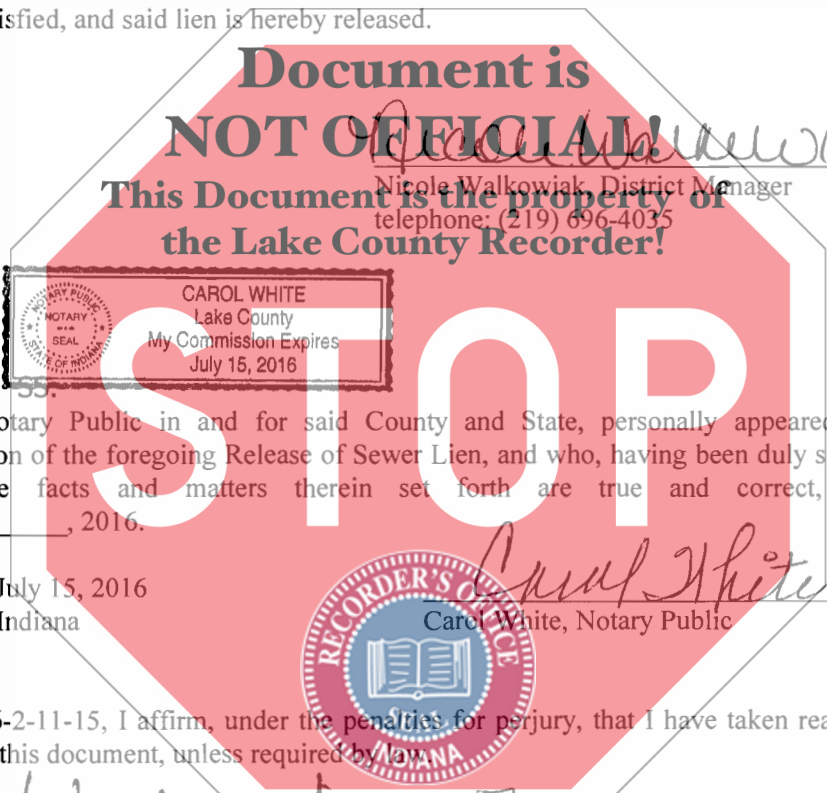 isfied, and said lien is hereby released.
Document is
NOT OFFICIAL!
Nicole Walkowiak, District Manager
This Document is the property of
telephone: (219) 696-4035
the Lake County Recorder!
NOTARY PUBLIC
NOTARY
SEAL
STATE OF INDIANA
CAROL WHITE
Lake County
My Commission Expires
July 15, 2016
STOP
SS:
otary Public in and for said County and State, personally appeared
on of the foregoing Release of Sewer Lien, and who, having been duly s
e facts and matters therein set forth are true and correct,
, 2016.
Carol White
July 15, 2016
Indiana
Carol White, Notary Public
RECORDER'S OFFICE
SEAL
INDIANA
-2-11-15, I affirm, under the penalties for perjury, that I have taken rea
this document, unless required by law.